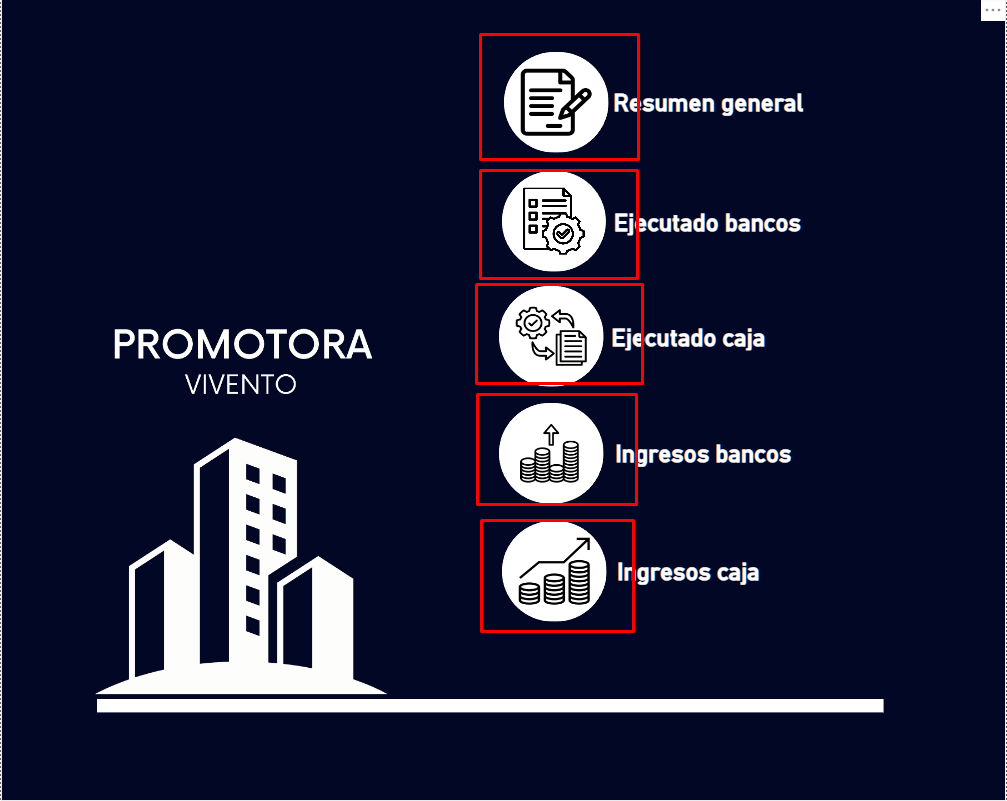 Resumen general
Ejecutado bancos
Ejecutado caja
PROMOTORA
VIVENTO
Ingresos bancos
Ingresos caja